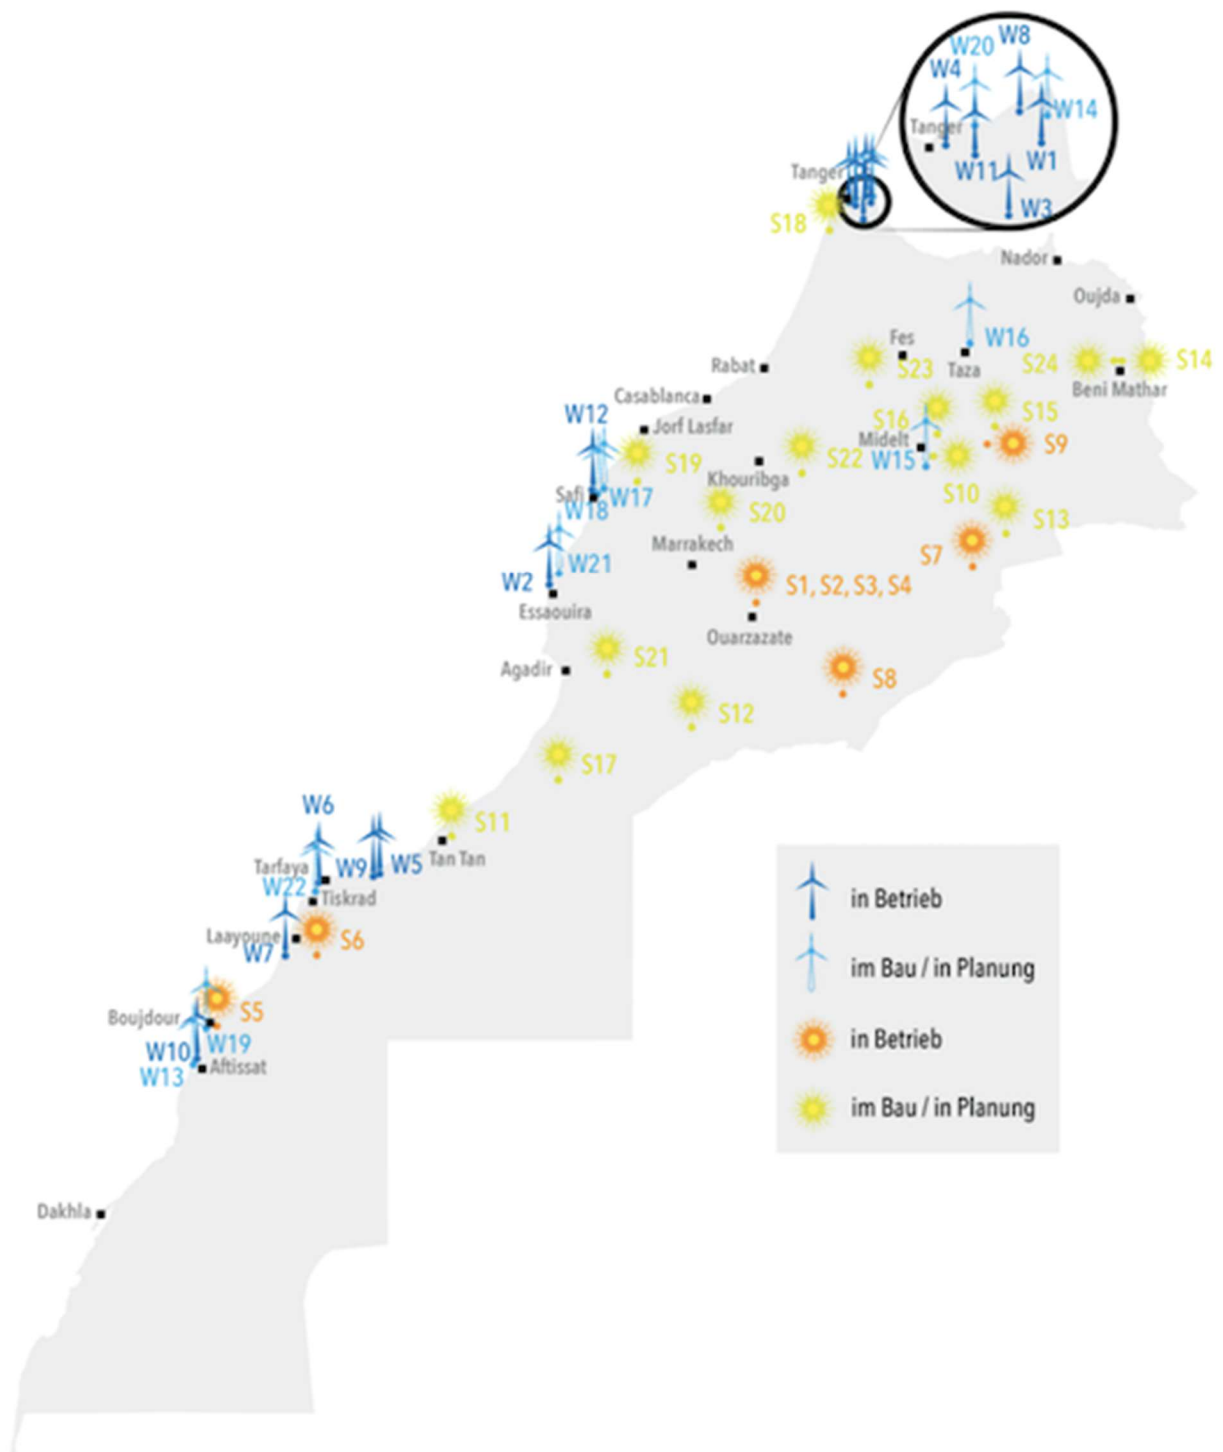 W8
W20
W4
W14
Tanger
W11
W1
W3
Tanger
S18
Nador
Oujda
W16
Fes
S23
Taza
S24
S14
Beni Mathar
Rabat
Casablanca
W12
Jorf Lasfar
S16
S15
Midelt
W15
S9
S19
S22
Khouribga
S10
Safi
W17
W18
S20
S13
Marrakech
S7
W21
W2
Essaouira
S1, S2, S3, S4
Ouarzazate
S21
Agadir
S8
S12
S17
W6
S11
Tarfaya
W9
W5
Tan Tan
W22
Tiskrad
Laayoune
W7
S6
S5
Boujdour
W19
W10
Aftissat
W13
Dakhla
in Betrieb
im Bau / in Planung
in Betrieb
im Bau / in Planung